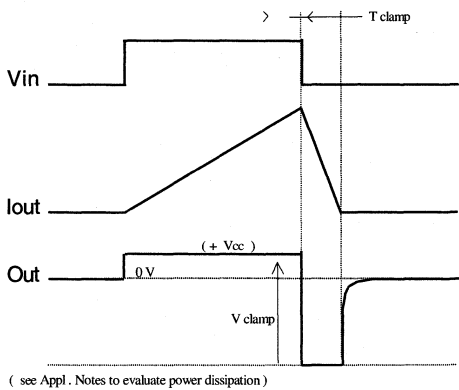 T clamp
Vin
Iout
( + Vcc )
Out
0 V
V clamp
( see Appl . Notes to evaluate power dissipation )